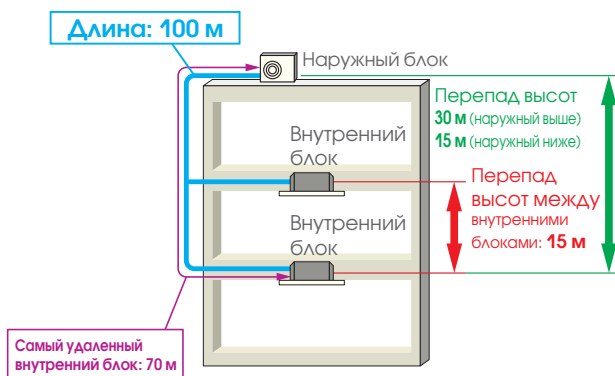 Длина: 100 м
Наружный блок
Перепад высот
30 м (наружный выше)
15 м (наружный ниже)
Внутренний
блок
Перепад
высот между
внутренними
блоками: 15 м
Внутренний
блок
Самый удаленный
внутренний блок: 70 м